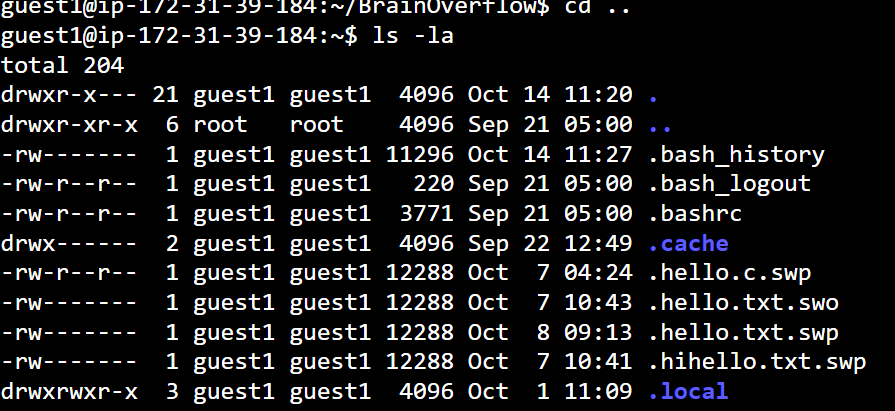 guest1@ip-172-31-39-184:~/BrainOverflow$ cd ..
guest1@ip-172-31-39-184:~$ ls -la
total 204
drwxr-x--- 21 guest1 guest1  4096 Oct 14 11:20 .
drwxr-xr-x  6 root   root    4096 Sep 21 05:00 ..
-rw-------  1 guest1 guest1 11296 Oct 14 11:27 .bash_history
-rw-r--r--  1 guest1 guest1   220 Sep 21 05:00 .bash_logout
-rw-r--r--  1 guest1 guest1  3771 Sep 21 05:00 .bashrc
drwx------  2 guest1 guest1  4096 Sep 22 12:49 .cache
-rw-r--r--  1 guest1 guest1 12288 Oct  7 04:24 .hello.c.swp
-rw-------  1 guest1 guest1 12288 Oct  7 10:43 .hello.txt.swo
-rw-------  1 guest1 guest1 12288 Oct  8 09:13 .hello.txt.swp
-rw-------  1 guest1 guest1 12288 Oct  7 10:41 .hihello.txt.swp
drwxrwxr-x  3 guest1 guest1  4096 Oct  1 11:09 .local